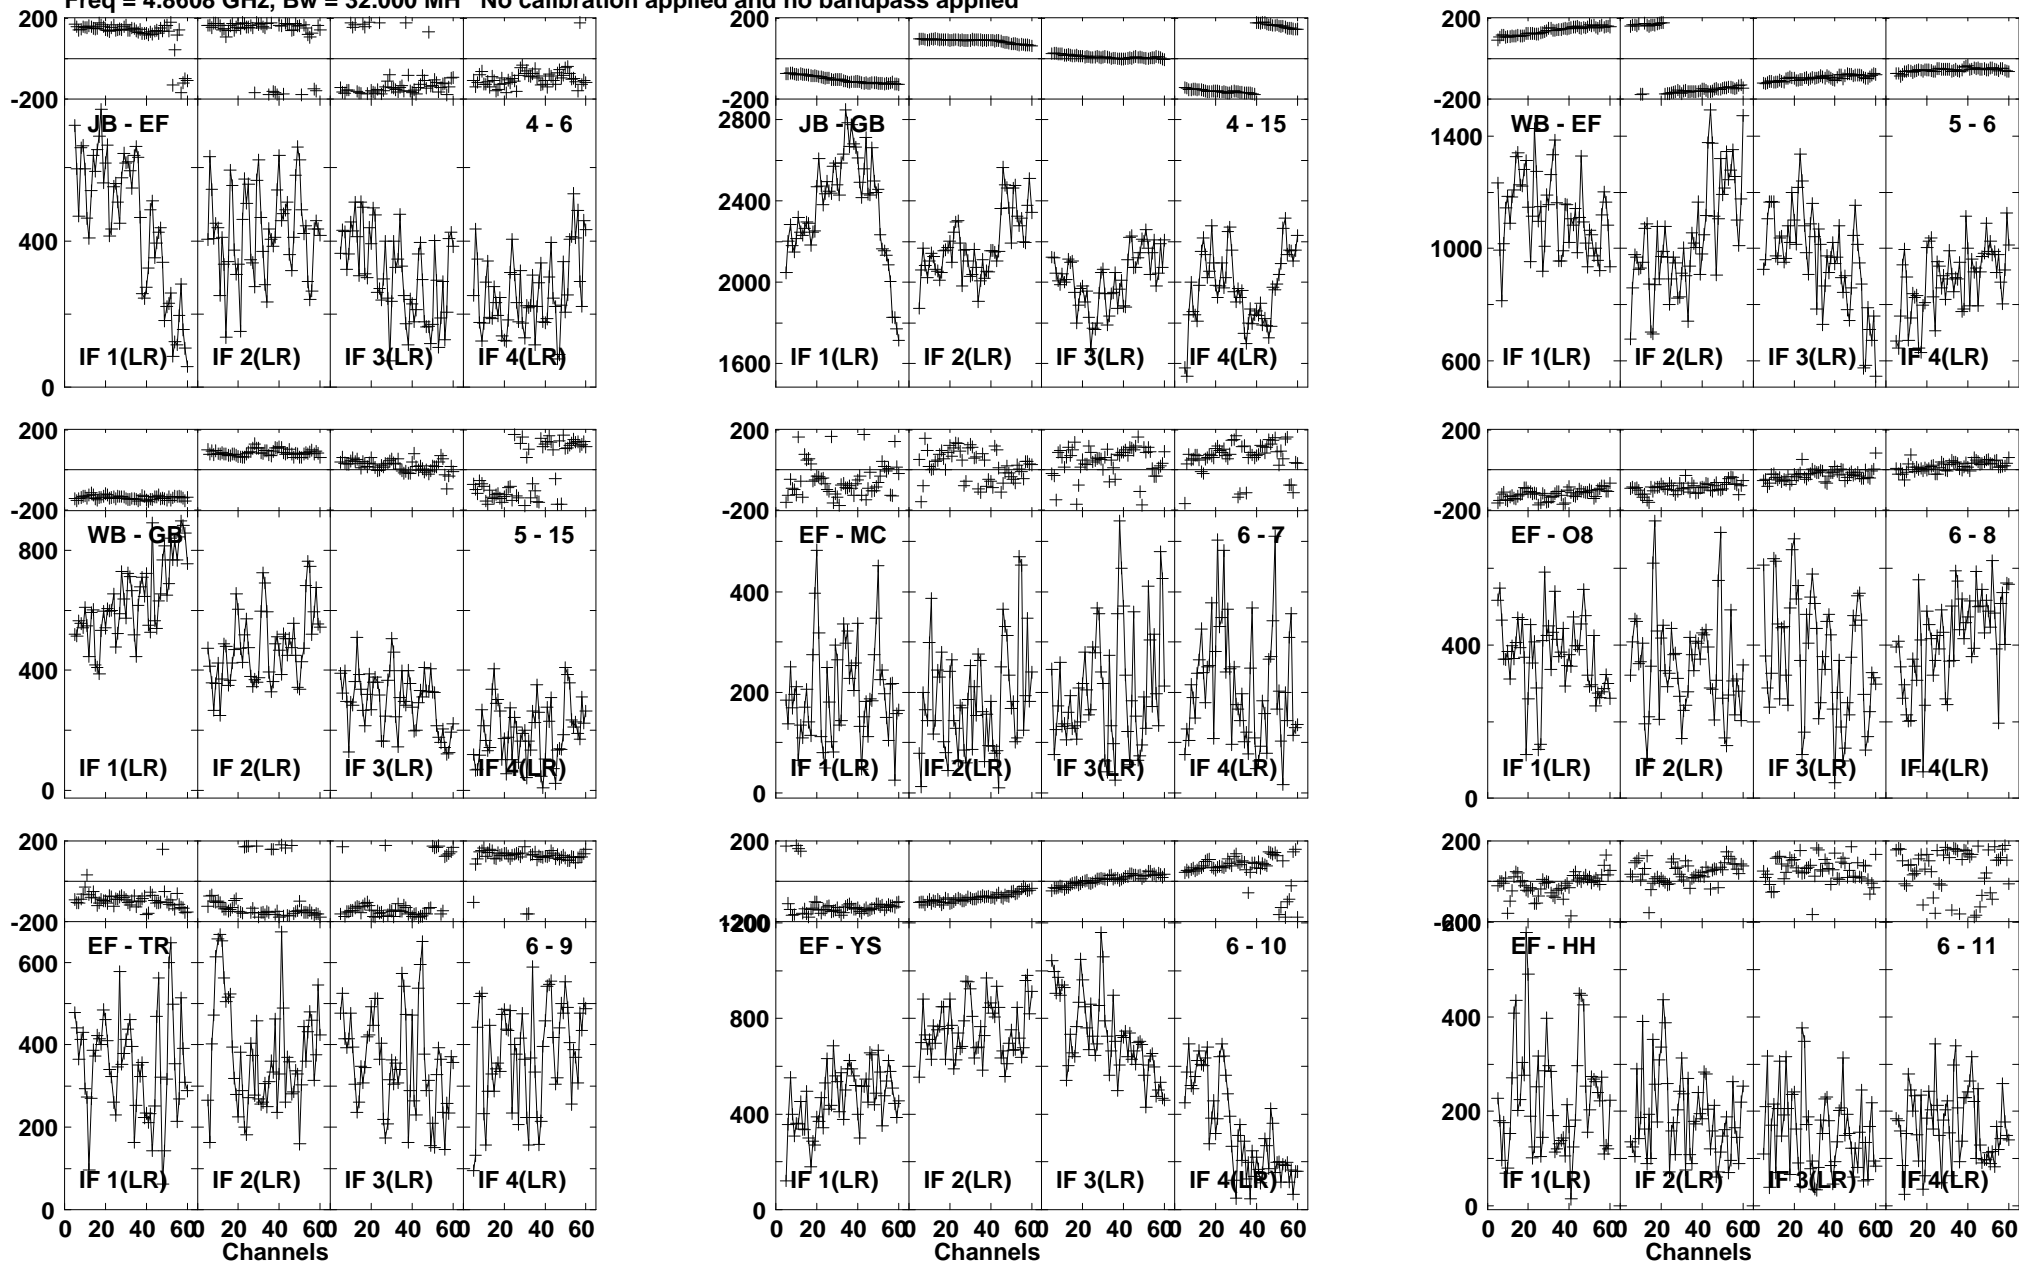 Freq = 4.8608 GHz, Bw = 32.000 MH No calibration applied and no bandpass applied
200
-200
JB - EF
4 - 6
400
0
IF 1(LR) IF 2(LR) IF 3(LR) IF 4(LR)
200
-200
JB - GB
4 - 15
2800
2400
2000
1600
IF 1(LR) IF 2(LR) IF 3(LR) IF 4(LR)
200
-200
WB - EF
5 - 6
1400
1000
600
IF 1(LR) IF 2(LR) IF 3(LR) IF 4(LR)
200
-200
WB - GB
5 - 15
800
400
0
IF 1(LR) IF 2(LR) IF 3(LR) IF 4(LR)
200
-200
EF - MC
6 - 7
400
200
0
IF 1(LR) IF 2(LR) IF 3(LR) IF 4(LR)
200
-200
EF - O8
6 - 8
400
0
IF 1(LR) IF 2(LR) IF 3(LR) IF 4(LR)
200
-200
EF - TR
6 - 9
600
400
200
0
IF 1(LR) IF 2(LR) IF 3(LR) IF 4(LR)
0 20 40 60 0 20 40 60 0 20 40 60 0 20 40 60
Channels
200
EF - YS
6 - 10
800
400
0
IF 1(LR) IF 2(LR) IF 3(LR) IF 4(LR)
0 20 40 60 0 20 40 60 0 20 40 60 0 20 40 60
Channels
200
EF - HH
6 - 11
400
200
0
IF 1(LR) IF 2(LR) IF 3(LR) IF 4(LR)
0 20 40 60 0 20 40 60 0 20 40 60 0 20 40 60
Channels